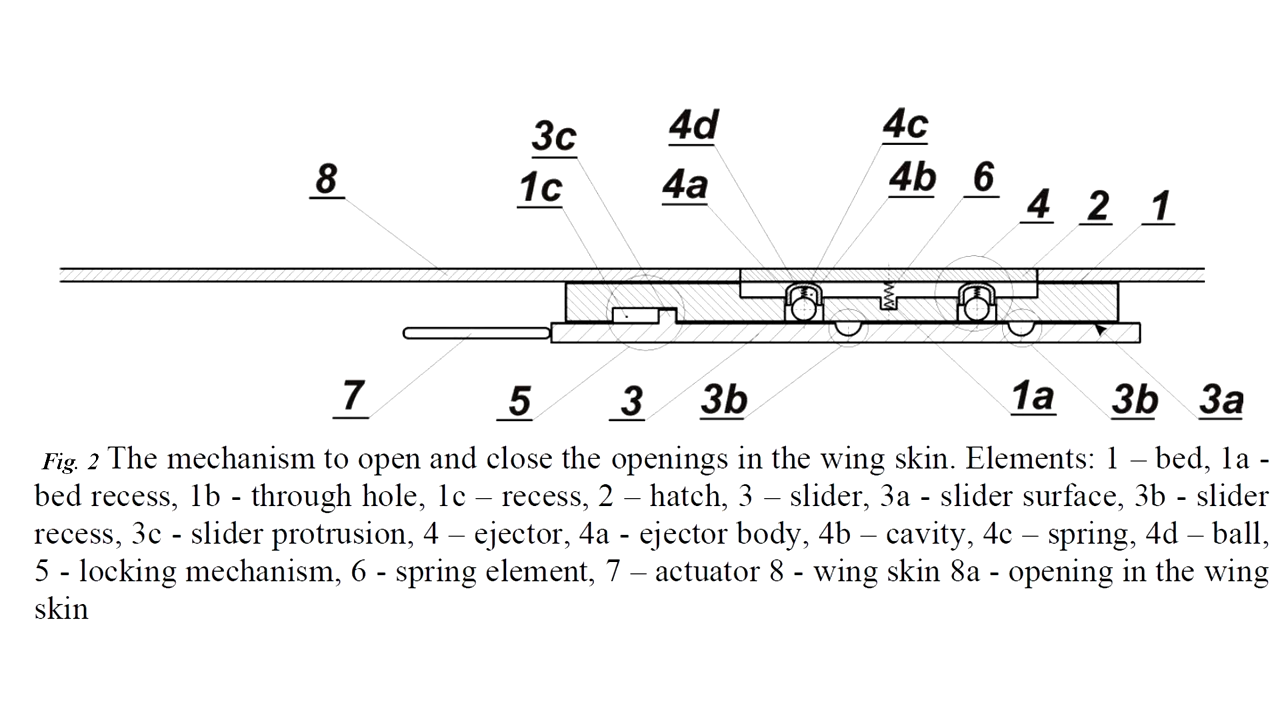 4d
4c
3c
4a
4b
6
8
1c
4
2
1
7
5
3
3b
1a
3b
3a
Fig. 2 The mechanism to open and close the openings in the wing skin. Elements: 1 – bed, 1a -
bed recess, 1b - through hole, 1c – recess, 2 – hatch, 3 – slider, 3a - slider surface, 3b - slider
recess, 3c - slider protrusion, 4 – ejector, 4a - ejector body, 4b – cavity, 4c – spring, 4d – ball,
5 - locking mechanism, 6 - spring element, 7 – actuator 8 - wing skin 8a - opening in the wing
skin